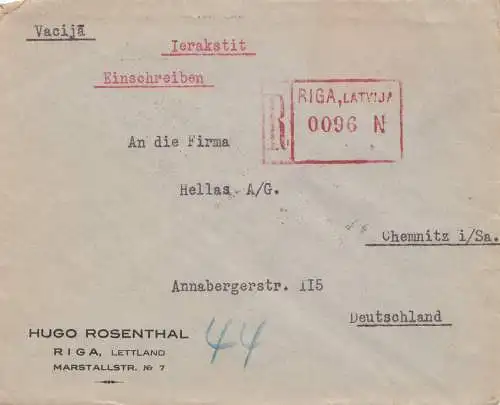 Vacijā
Ierakstit
Einschreiben
R
RIGA, LATVIJA
0096 N
An die Firma
Hellas A/G.
Chemnitz i/Sa.
Annabergerstr. 115
Deutschland
HUGO ROSENTHAL
RIGA, LETTLAND
MARSTALLSTR. № 7
44